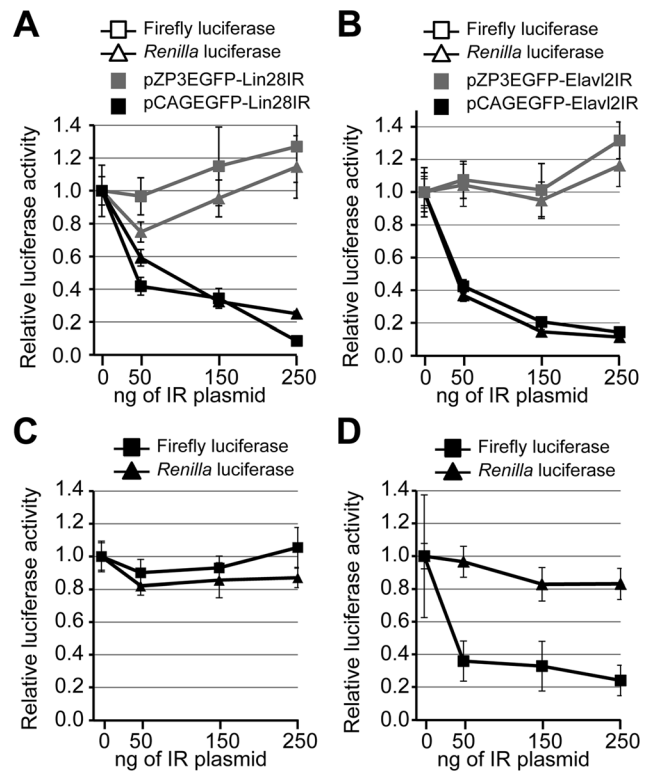 A
Firefly luciferase
Renilla luciferase
pZP3EGFP-Lin28IR
pCAGEGFP-Lin28IR
Relative luciferase activity
1.4
1.2
1.0
0.8
0.6
0.4
0.2
0.0
0 50 150 250
ng of IR plasmid
B
Firefly luciferase
Renilla luciferase
pZP3EGFP-Elavl2IR
pCAGEGFP-Elavl2IR
Relative luciferase activity
1.4
1.2
1.0
0.8
0.6
0.4
0.2
0.0
0 50 150 250
ng of IR plasmid
C
Firefly luciferase
Renilla luciferase
Relative luciferase activity
1.4
1.2
1.0
0.8
0.6
0.4
0.2
0.0
0 50 150 250
ng of IR plasmid
D
Firefly luciferase
Renilla luciferase
Relative luciferase activity
1.4
1.2
1.0
0.8
0.6
0.4
0.2
0.0
0 50 150 250
ng of IR plasmid